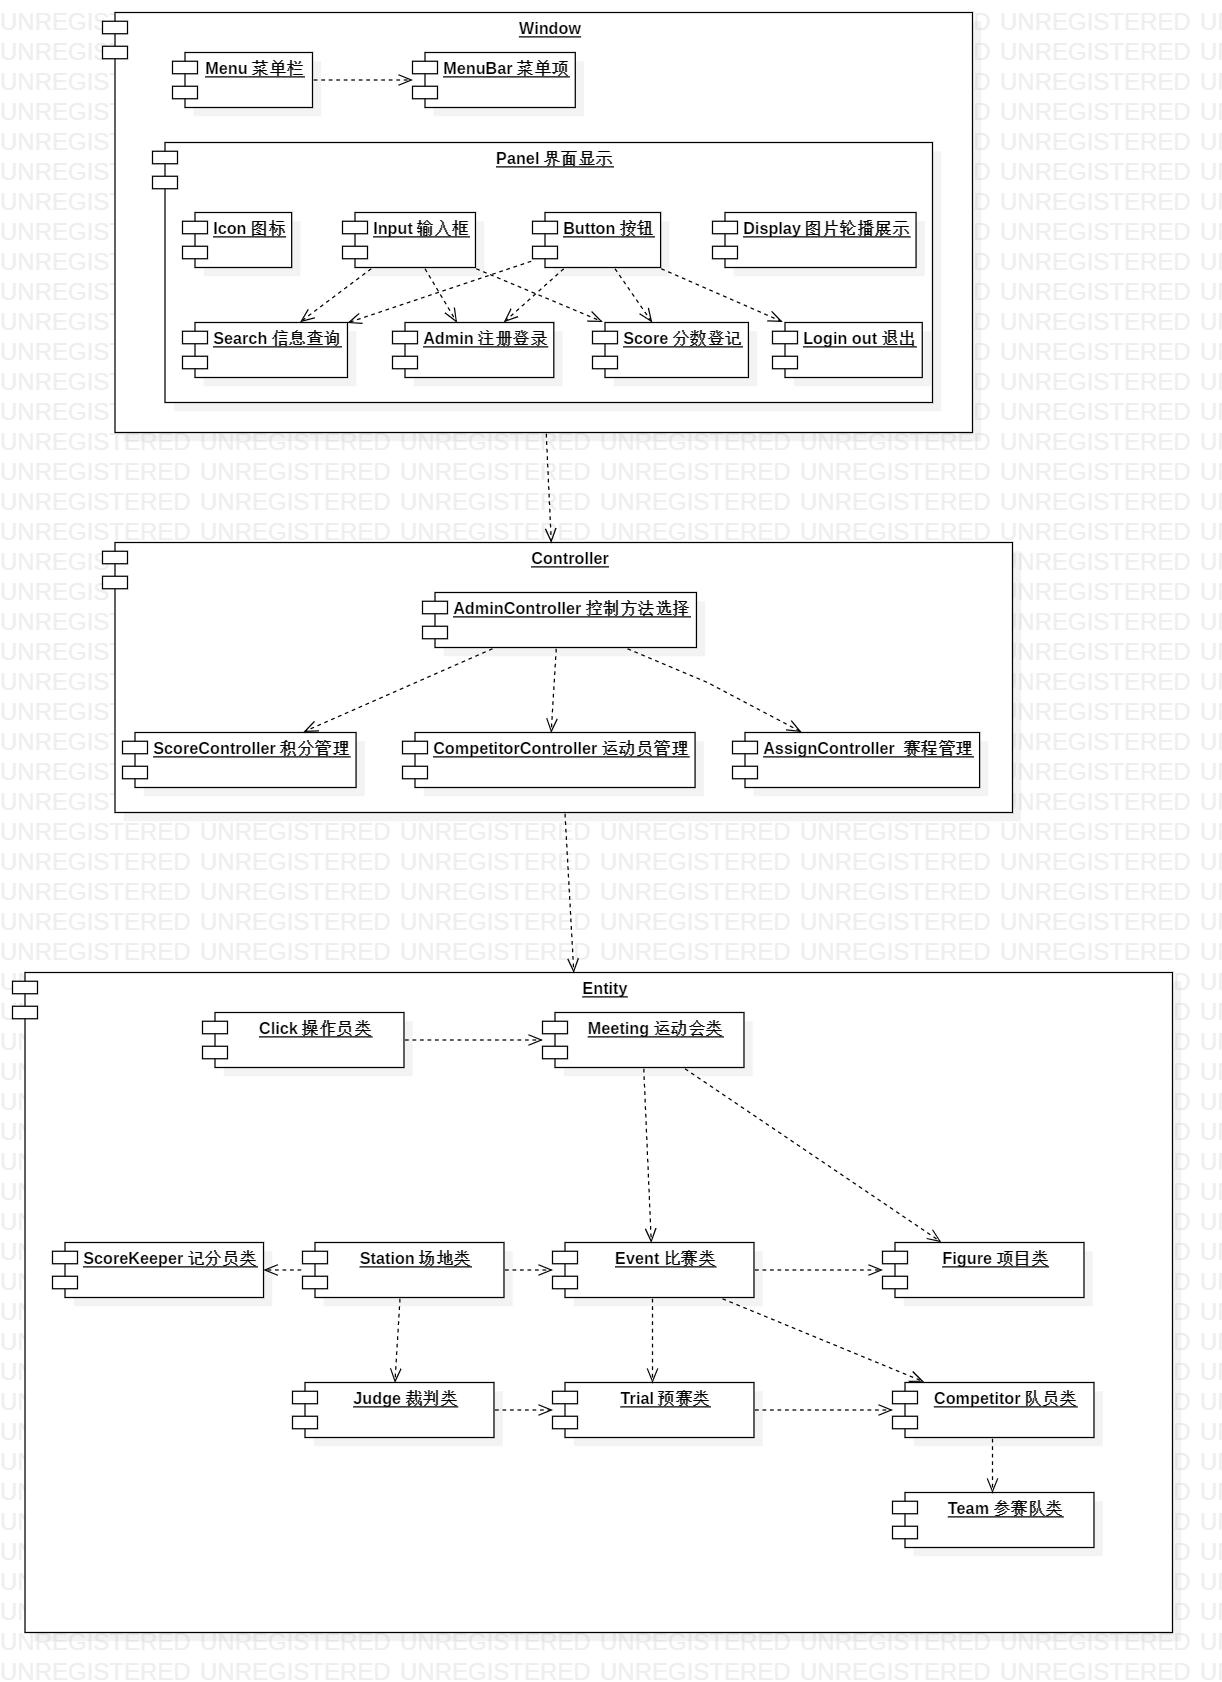 Window
Menu 菜单栏
MenuBar 菜单项
Panel 界面显示
Icon 图标
Input 输入框
Button 按钮
Display 图片轮播展示
Search 信息查询
Admin 注册登录
Score 分数登记
Login out 退出
Controller
AdminController 控制方法选择
ScoreController 积分管理
CompetitorController 运动员管理
AssignController 赛程管理
Entity
Click 操作员类
Meeting 运动会类
ScoreKeeper 记分员类
Station 场地类
Event 比赛类
Figure 项目类
Judge 裁判类
Trial 预赛类
Competitor 队员类
Team 参赛队类
UNREGISTERED